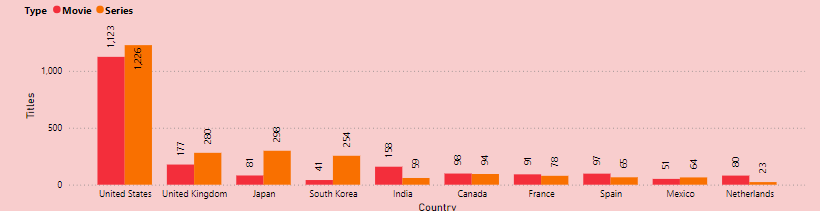 Type Movie Series
1,123 1,226 177 280 81 298 41 254 158 59 98 94 91 78 97 65 51 64 80 23
1,000
500
0
Titles
United States United Kingdom Japan South Korea India Canada France Spain Mexico Netherlands
Country